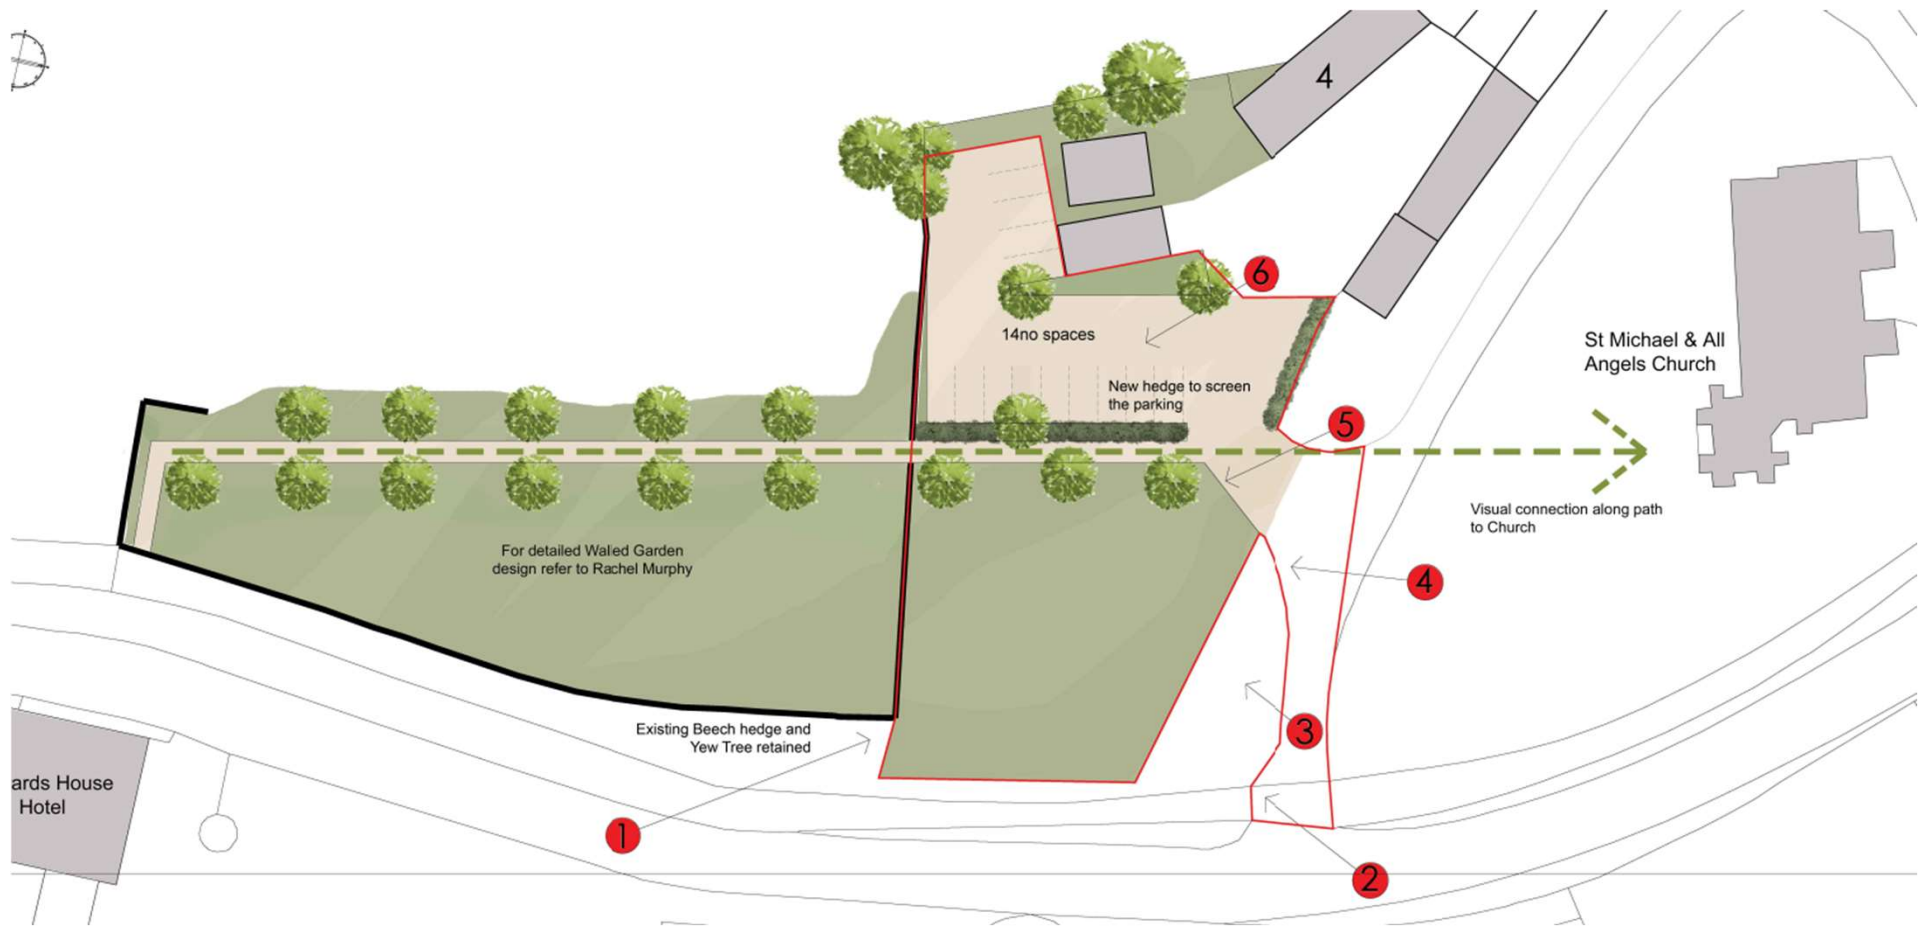 4
6
14no spaces
New hedge to screen
the parking
St Michael & All
Angels Church
5
Visual connection along path
to Church
For detailed Walled Garden
design refer to Rachel Murphy
4
Existing Beech hedge and
Yew Tree retained
3
ards House
Hotel
1
2